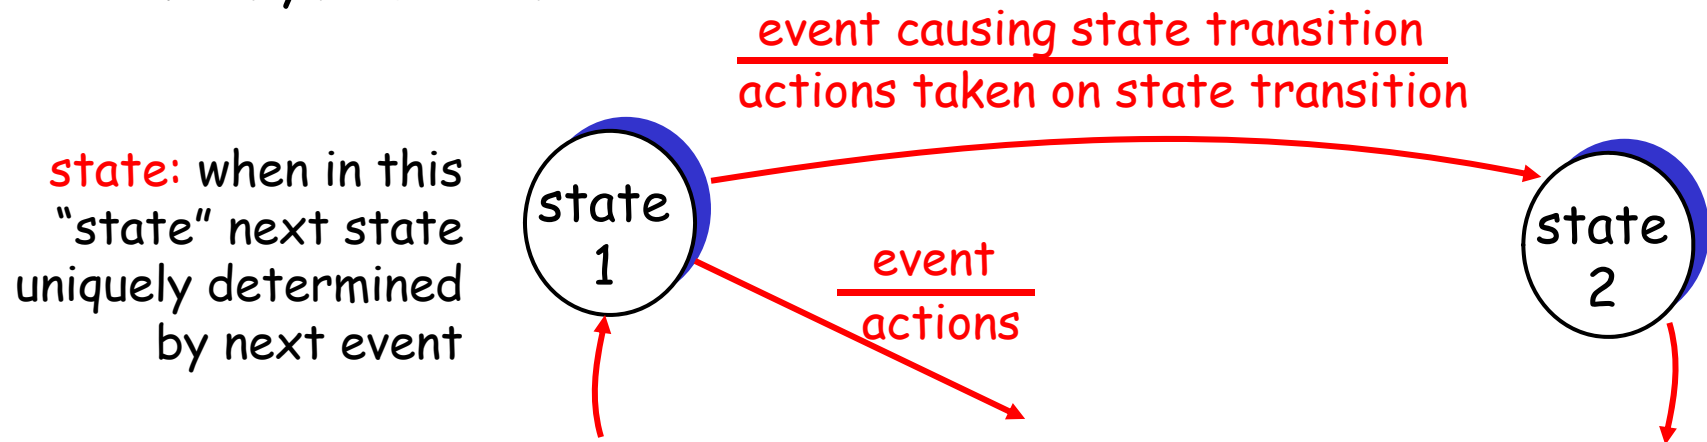 event causing state transition
actions taken on state transition
state: when in this
“state” next state
uniquely determined
by next event
state
1
event
actions
state
2